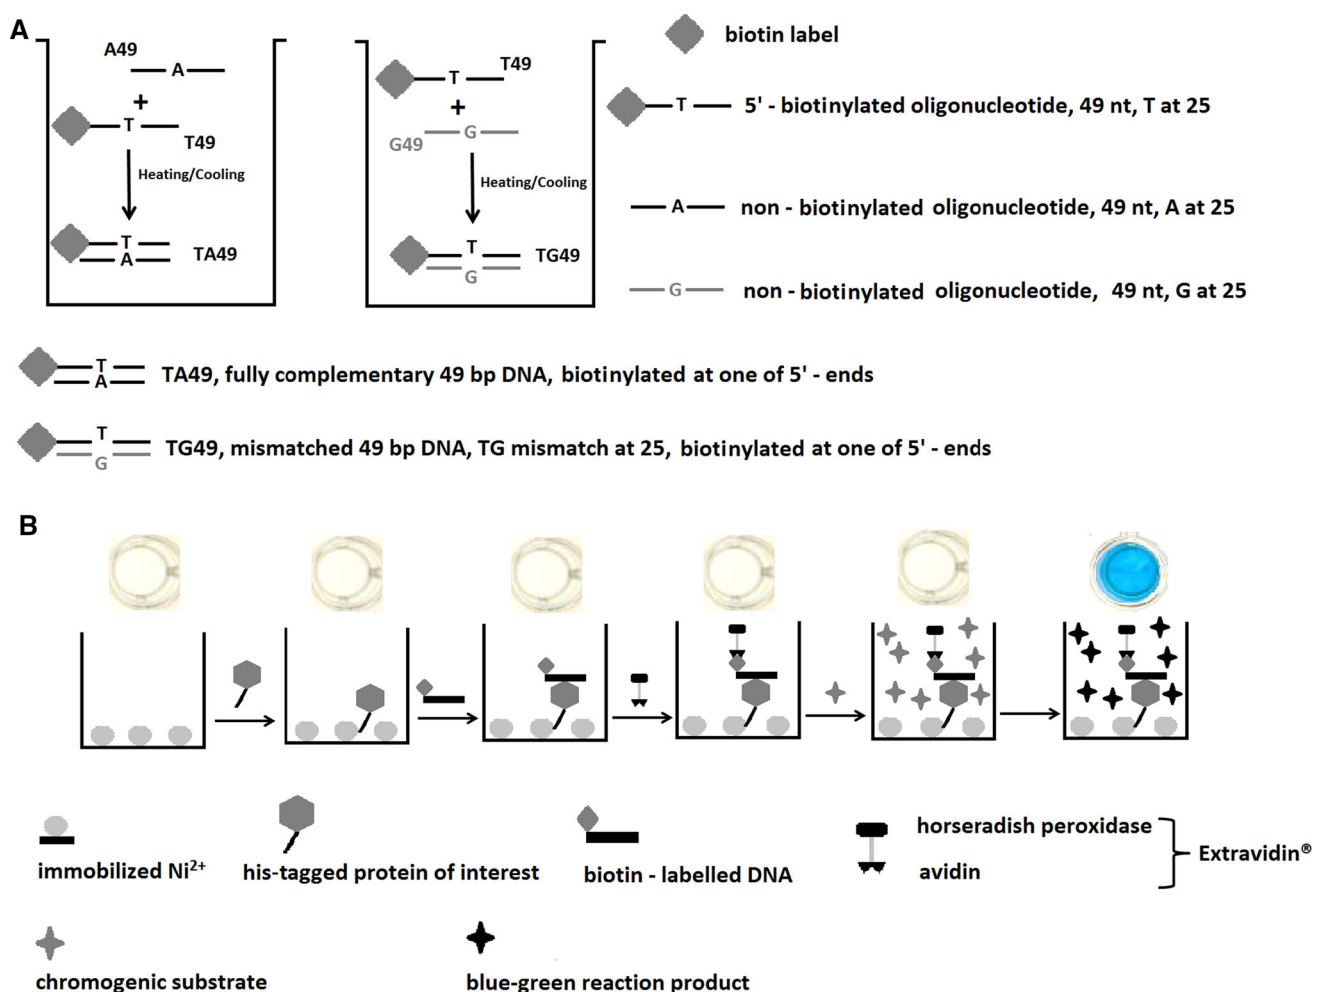 A
A49
A
+
T
T49
Heating/Cooling
T
A
TA49
T49
T
+
G
G49
Heating/Cooling
T
G
TG49
biotin label
T 5' - biotinylated oligonucleotide, 49 nt, T at 25
A non - biotinylated oligonucleotide, 49 nt, A at 25
G non - biotinylated oligonucleotide, 49 nt, G at 25
T
A
TA49, fully complementary 49 bp DNA, biotinylated at one of 5' - ends
T
G
TG49, mismatched 49 bp DNA, TG mismatch at 25, biotinylated at one of 5' - ends
B
immobilized Ni²⁺
his-tagged protein of interest
biotin - labelled DNA
horseradish peroxidase
avidin
Extravidin®
chromogenic substrate
blue-green reaction product